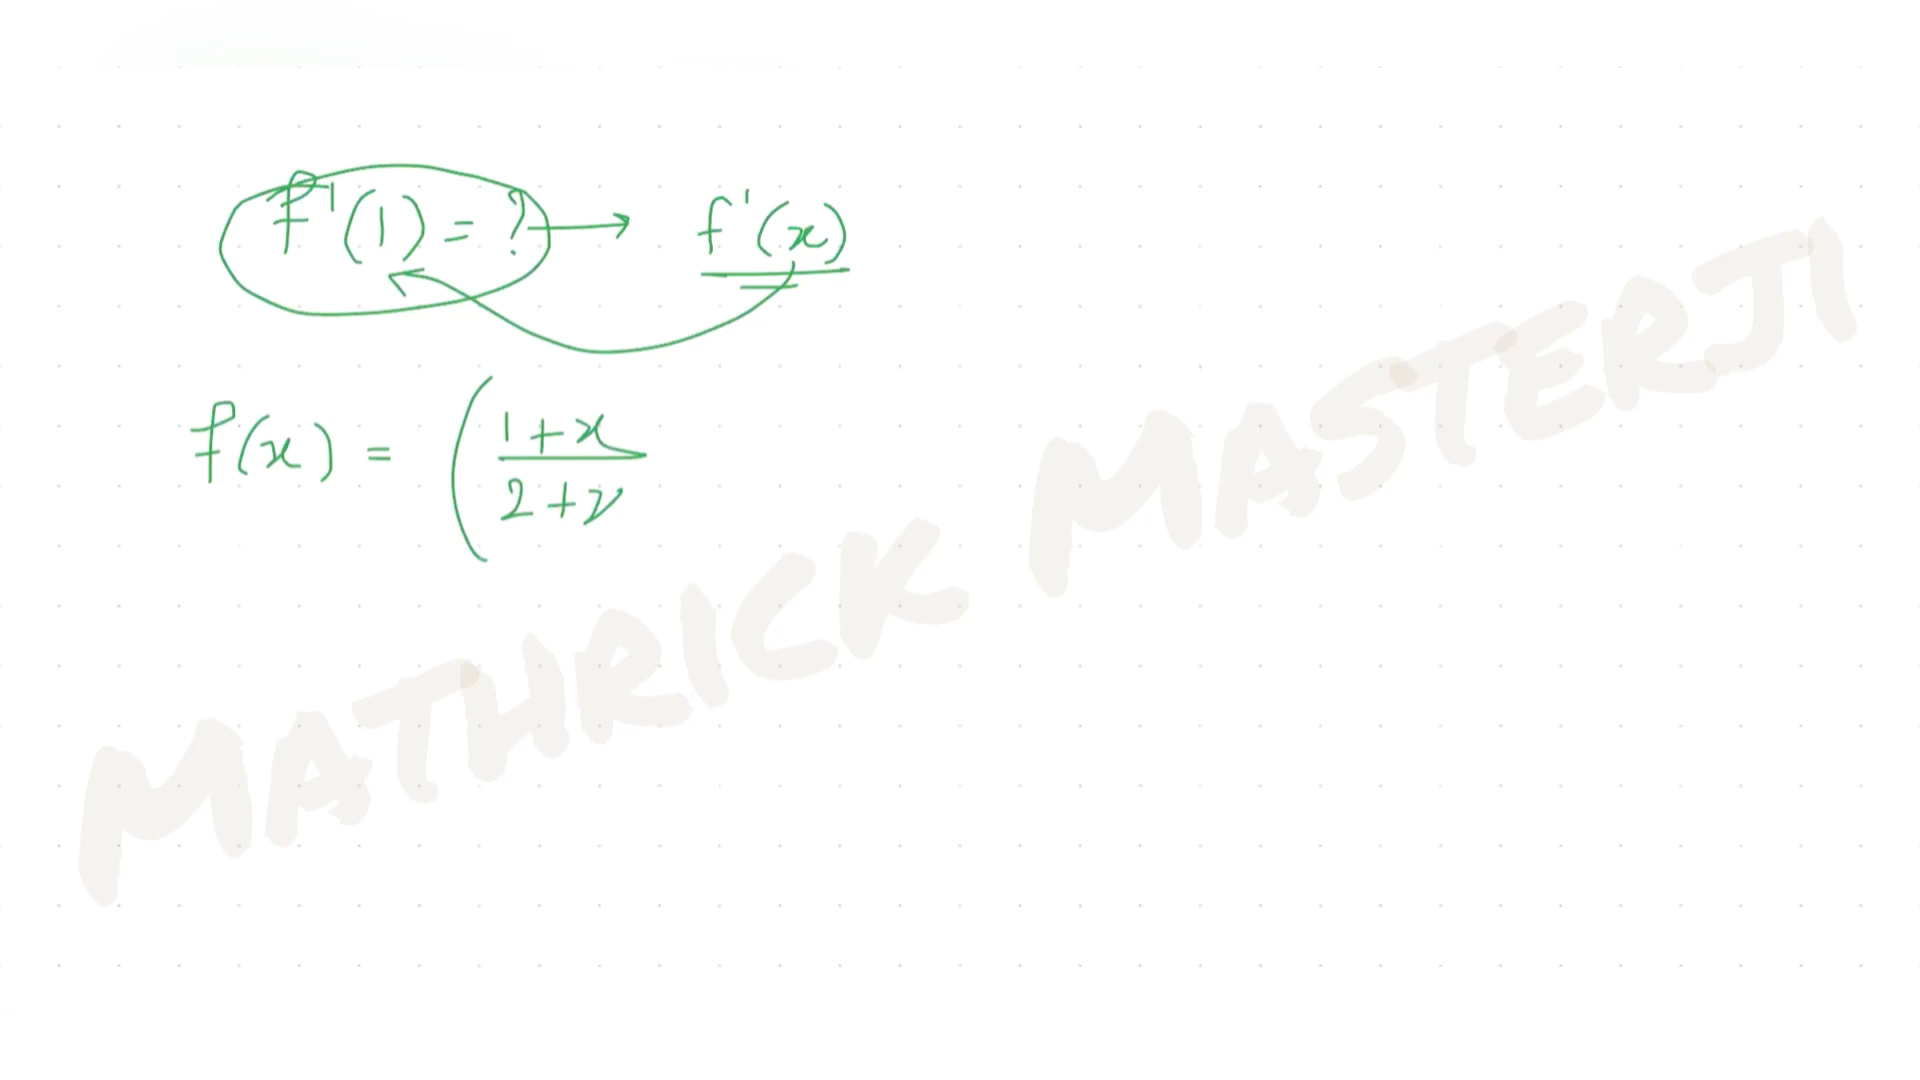 f'(1) = ? → f'(x)
f(x) = (1+x
2+x
MATHRICK MASTERJI